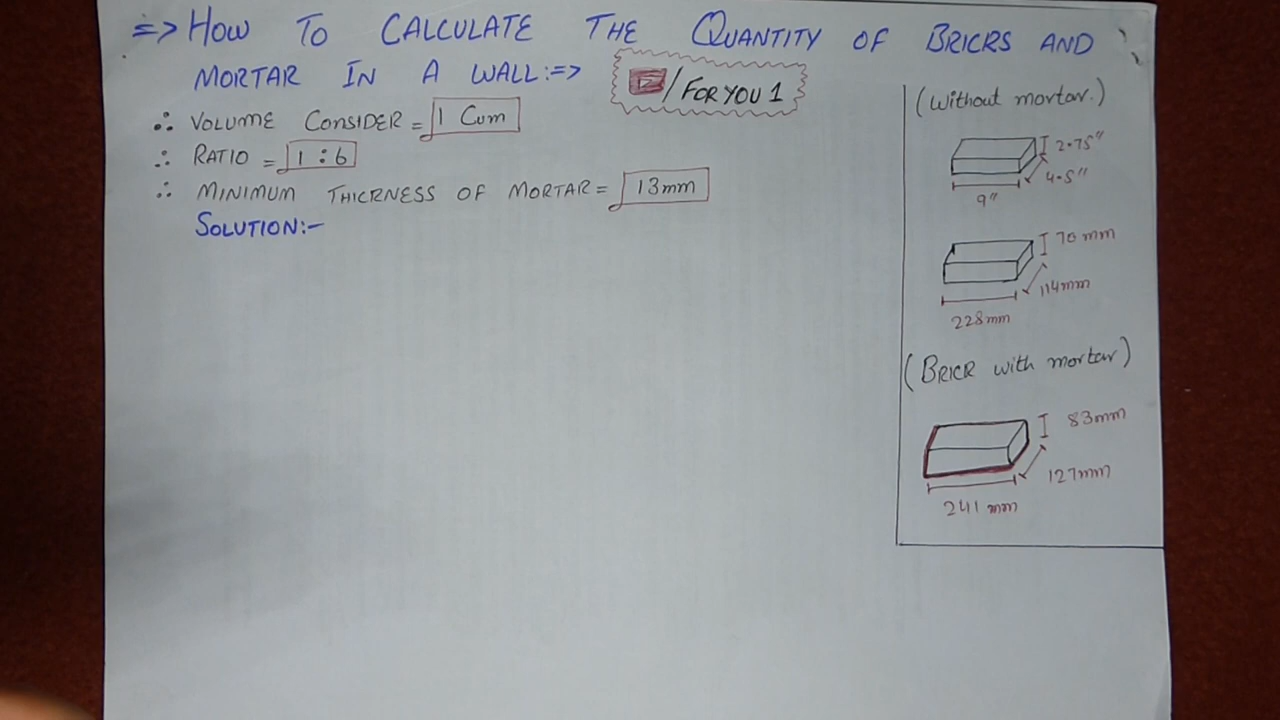 => HOW TO CALCULATE THE QUANTITY OF BRICKS AND
MORTAR IN A WALL:=>
/FOR YOU 1
∴ VOLUME CONSIDER = 1 Cum
∴ RATIO = 1 : 6
∴ MINIMUM THICKNESS OF MORTAR = 13mm
SOLUTION:-
(Without mortar.)
2.75"
4.5"
9"
70 mm
114mm
228mm
(BRICK with mortar)
83mm
127mm
241 mm